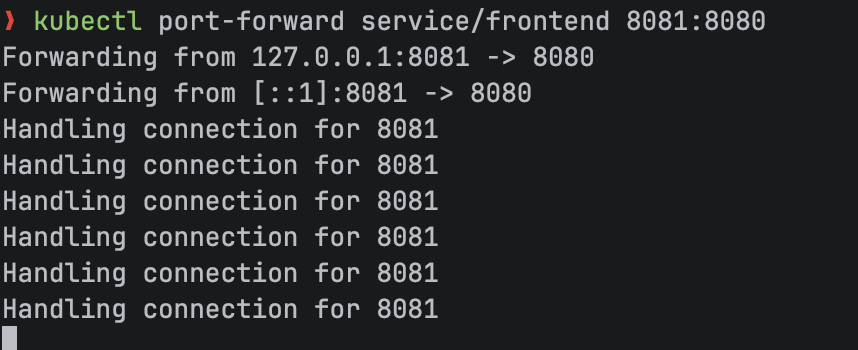 ❯ kubectl port-forward service/frontend 8081:8080
Forwarding from 127.0.0.1:8081 -> 8080
Forwarding from [::1]:8081 -> 8080
Handling connection for 8081
Handling connection for 8081
Handling connection for 8081
Handling connection for 8081
Handling connection for 8081
Handling connection for 8081